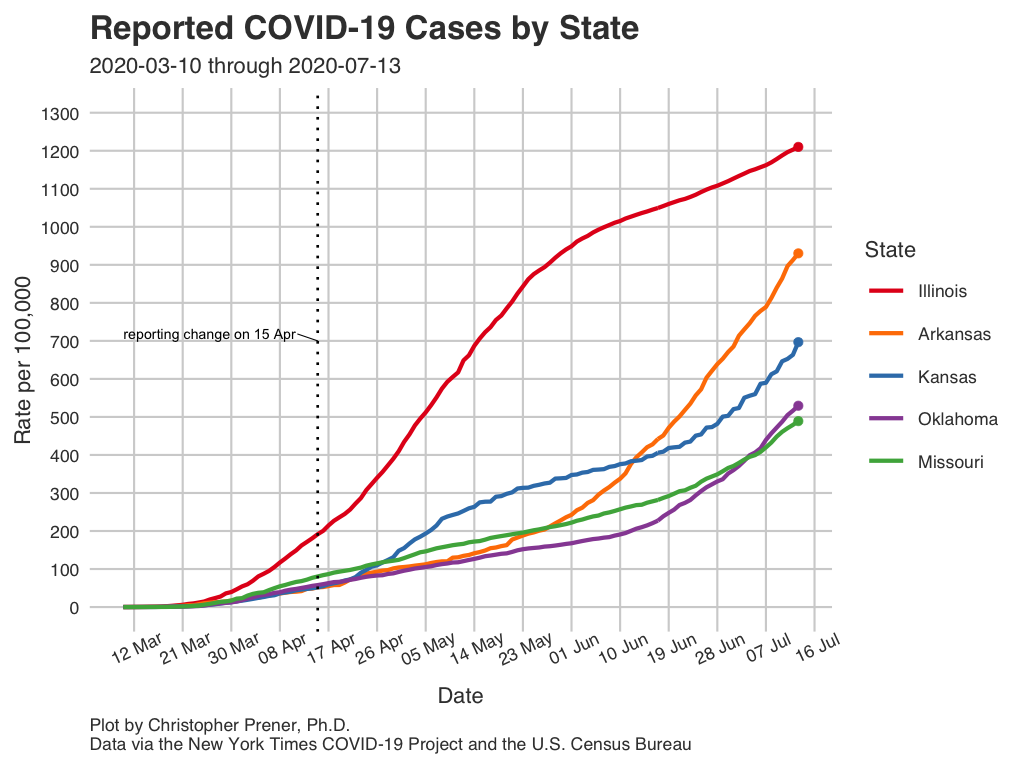 Reported COVID-19 Cases by State
2020-03-10 through 2020-07-13
1300
1200
1100
1000
900
800
700
600
500
400
300
200
100
0
Rate per 100,000
reporting change on 15 Apr
12 Mar
21 Mar
30 Mar
08 Apr
17 Apr
26 Apr
05 May
14 May
23 May
01 Jun
10 Jun
19 Jun
28 Jun
07 Jul
16 Jul
Date
State
Illinois
Arkansas
Kansas
Oklahoma
Missouri
Plot by Christopher Prener, Ph.D.
Data via the New York Times COVID-19 Project and the U.S. Census Bureau